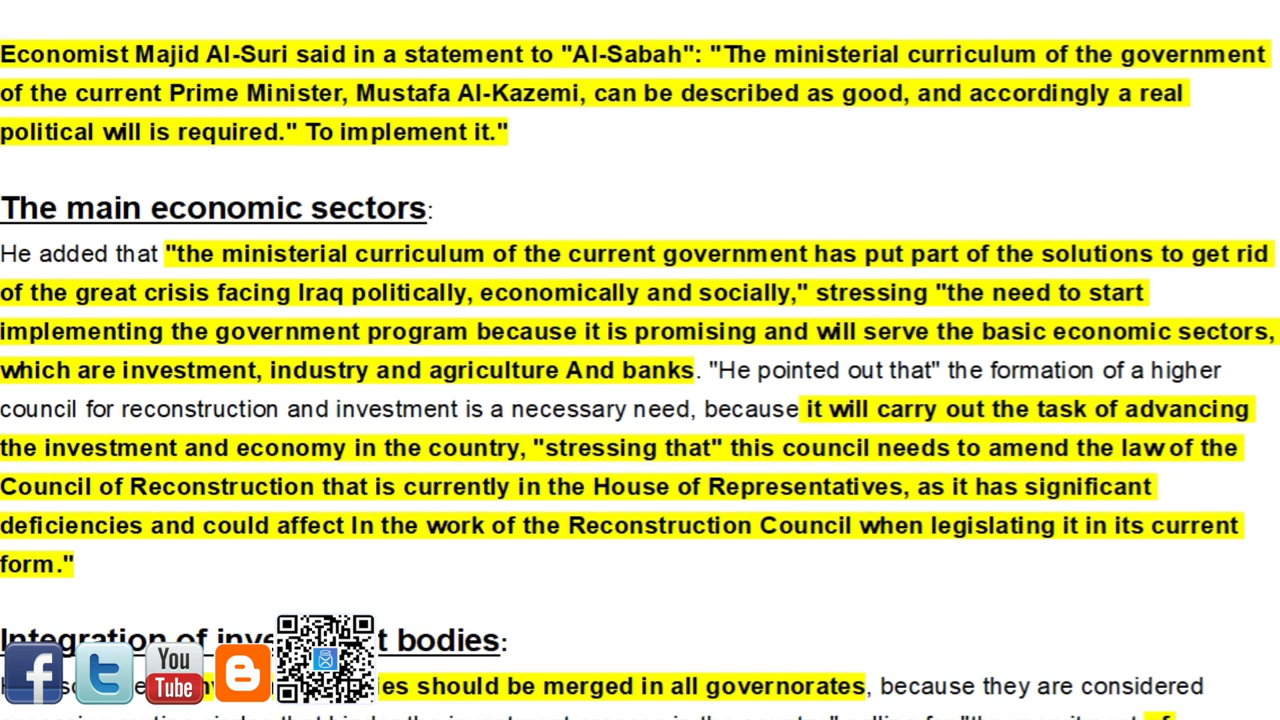 Economist Majid Al-Suri said in a statement to "Al-Sabah": "The ministerial curriculum of the government
of the current Prime Minister, Mustafa Al-Kazemi, can be described as good, and accordingly a real
political will is required." To implement it."
The main economic sectors:
He added that "the ministerial curriculum of the current government has put part of the solutions to get rid
of the great crisis facing Iraq politically, economically and socially," stressing "the need to start
implementing the government program because it is promising and will serve the basic economic sectors,
which are investment, industry and agriculture And banks. "He pointed out that" the formation of a higher
council for reconstruction and investment is a necessary need, because it will carry out the task of advancing
the investment and economy in the country, "stressing that" this council needs to amend the law of the
Council of Reconstruction that is currently in the House of Representatives, as it has significant
deficiencies and could affect In the work of the Reconstruction Council when legislating it in its current
form."
Integration of bodies:
should be merged in all governorates, because they are considered
You
Tube